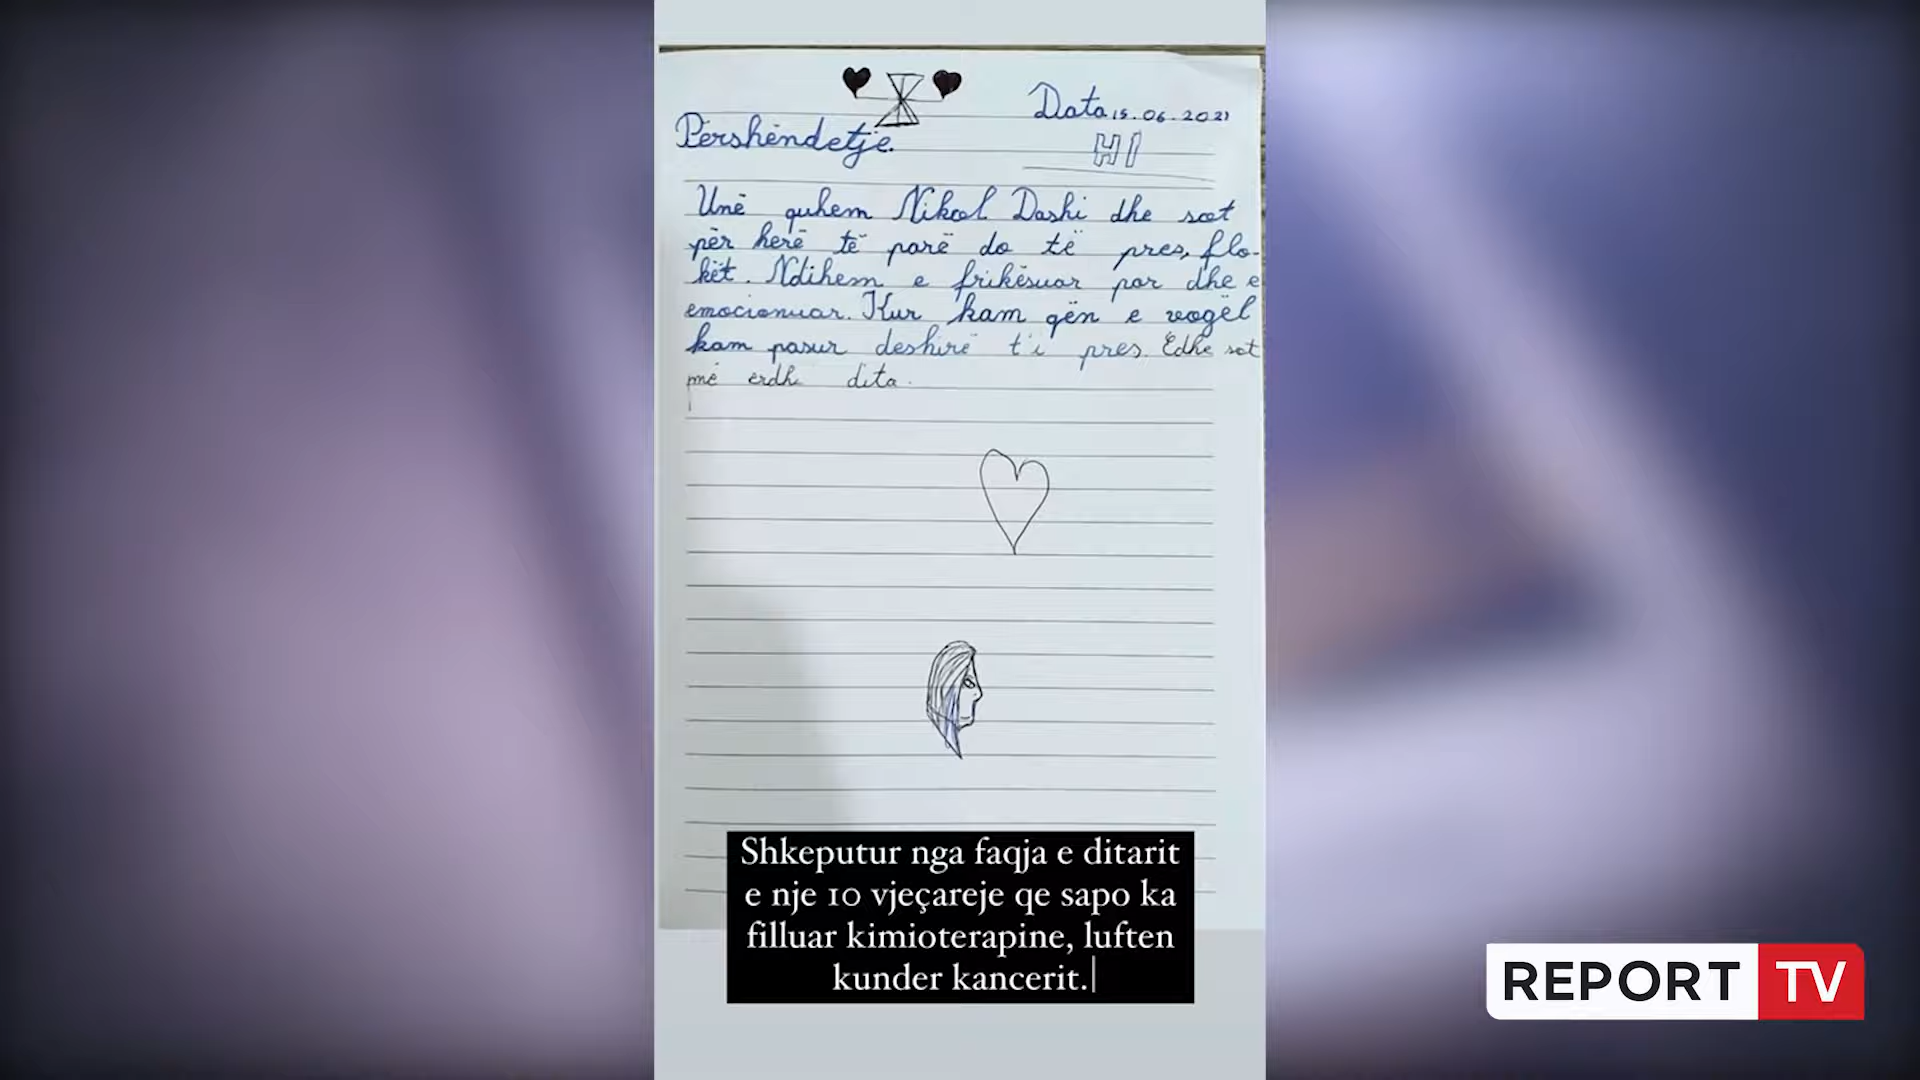 Data 15.06.2021
Përshëndetje.
HI
Unë quhem Nikol Dashi dhe sot
për herë të parë do të pres flo-
kët. Ndihem e frikësuar por dhe e
emocionuar. Kur kam qën e vogël
kam pasur deshirë t'i pres. Edhe sot
më erdh dita.
Shkeputur nga faqja e ditarit
e nje 10 vjeçareje qe sapo ka
filluar kimioterapine, luften
kunder kancerit.
REPORT TV